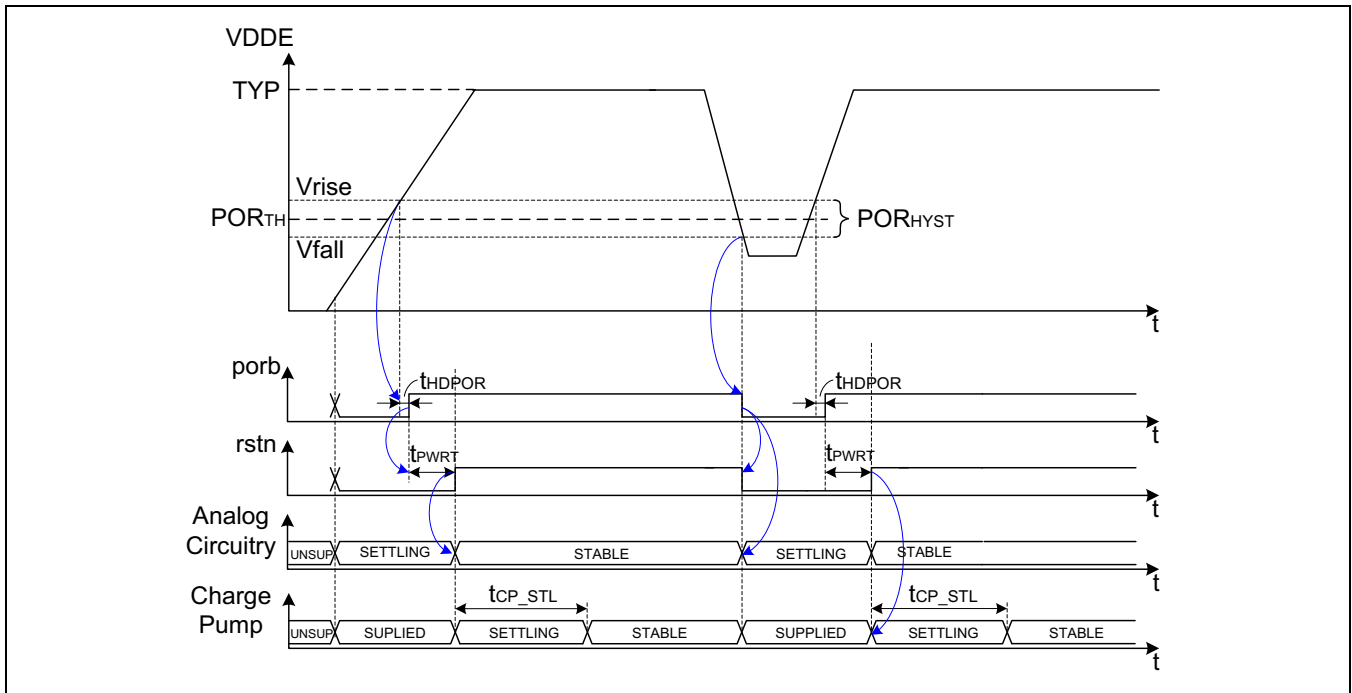 VDDE
TYP
Vrise
PORTH
PORHYST
Vfall
t
porb
tHDPOR
tHDPOR
t
rstn
tPWRT
tPWRT
t
Analog
Circuitry
UNSUP
SETTLING
STABLE
SETTLING
STABLE
t
Charge
Pump
tCP_STL
tCP_STL
UNSUP
SUPLIED
SETTLING
STABLE
SUPPLIED
SETTLING
STABLE
t